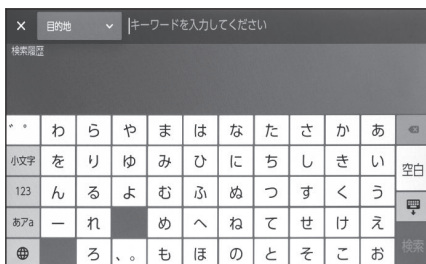 × 目的地 キーワードを入力してください
検索履歴
゛゜ わ ら や ま は な た さ か あ
小文字 を り ゆ み ひ に ち し き い 空白
123 ん る よ む ふ ぬ つ す く う
あアa ー れ め へ ね て せ け え
ろ 、。 も ほ の と そ こ お 検索